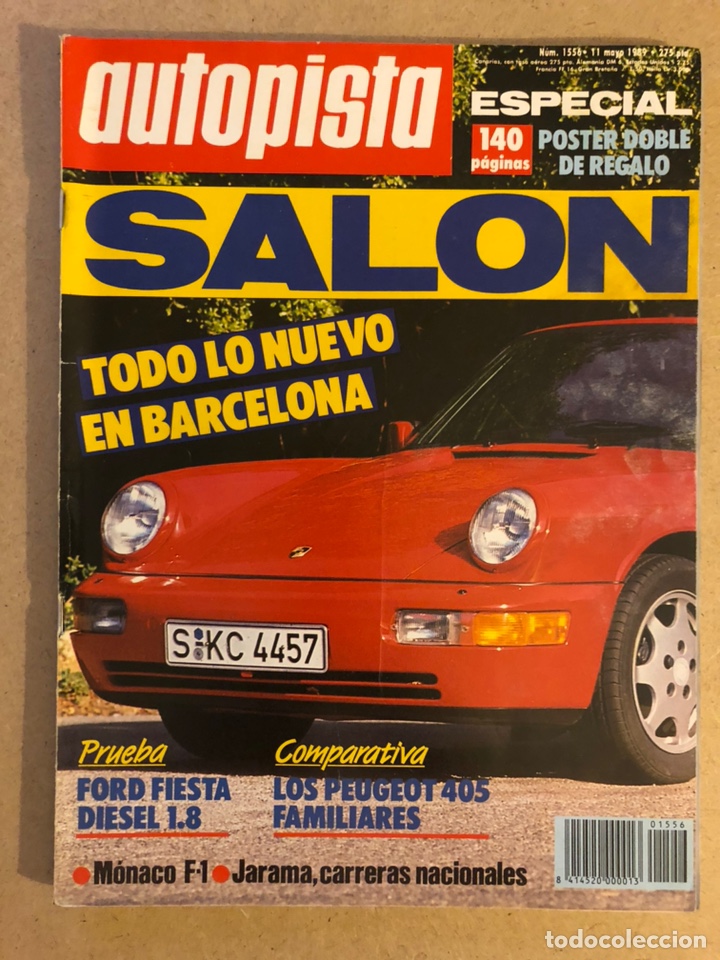 autopista
Núm. 1556 • 11 mayo 1989 • 275 pta.
ESPECIAL
140
páginas
POSTER DOBLE
DE REGALO
SALON
TODO LO NUEVO
EN BARCELONA
S KC 4457
Prueba
FORD FIESTA
DIESEL 1.8
Comparativa
LOS PEUGEOT 405
FAMILIARES
Mónaco F-1 Jarama, carreras nacionales
01556
8 414520 000013
todocoleccion